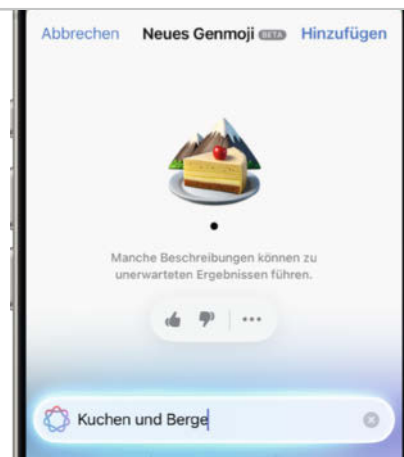 Abbrechen Neues Genmoji BETA Hinzufügen
Manche Beschreibungen können zu
unerwarteten Ergebnissen führen.
Kuchen und Berge